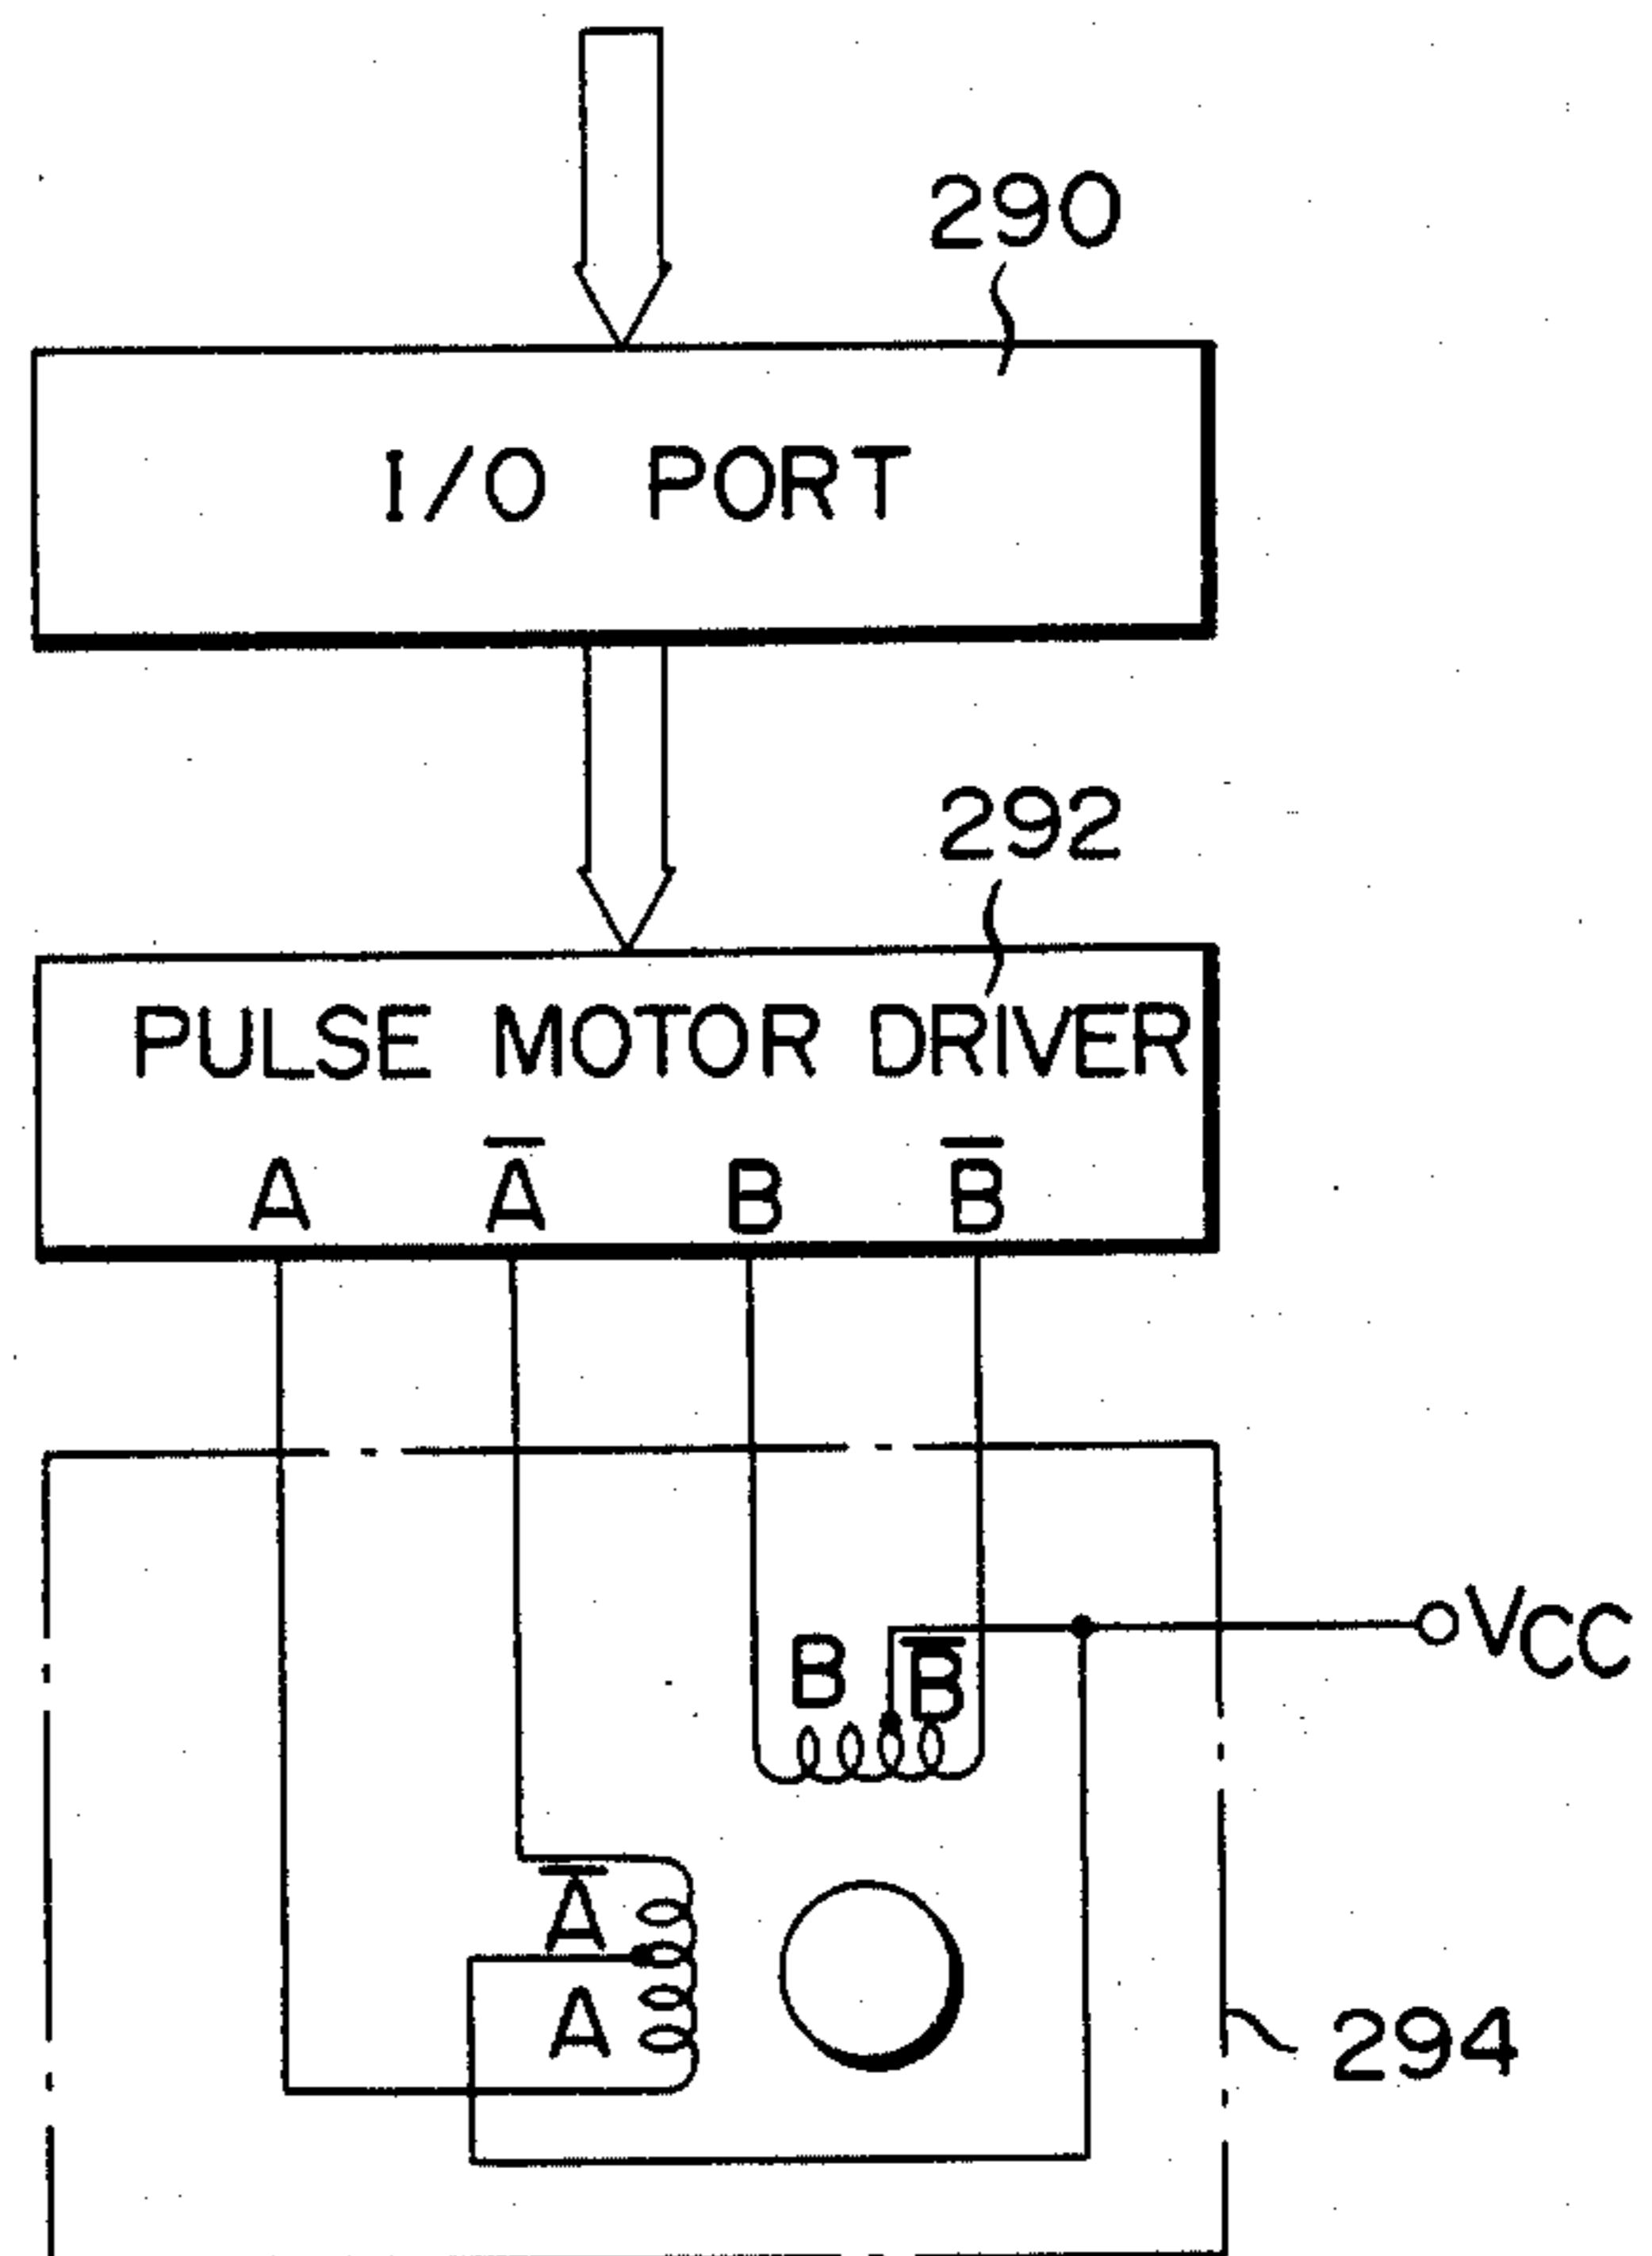 290
I/O PORT
292
PULSE MOTOR DRIVER
A A̅ B B̅
VCC
B B̅
A̅
A
294